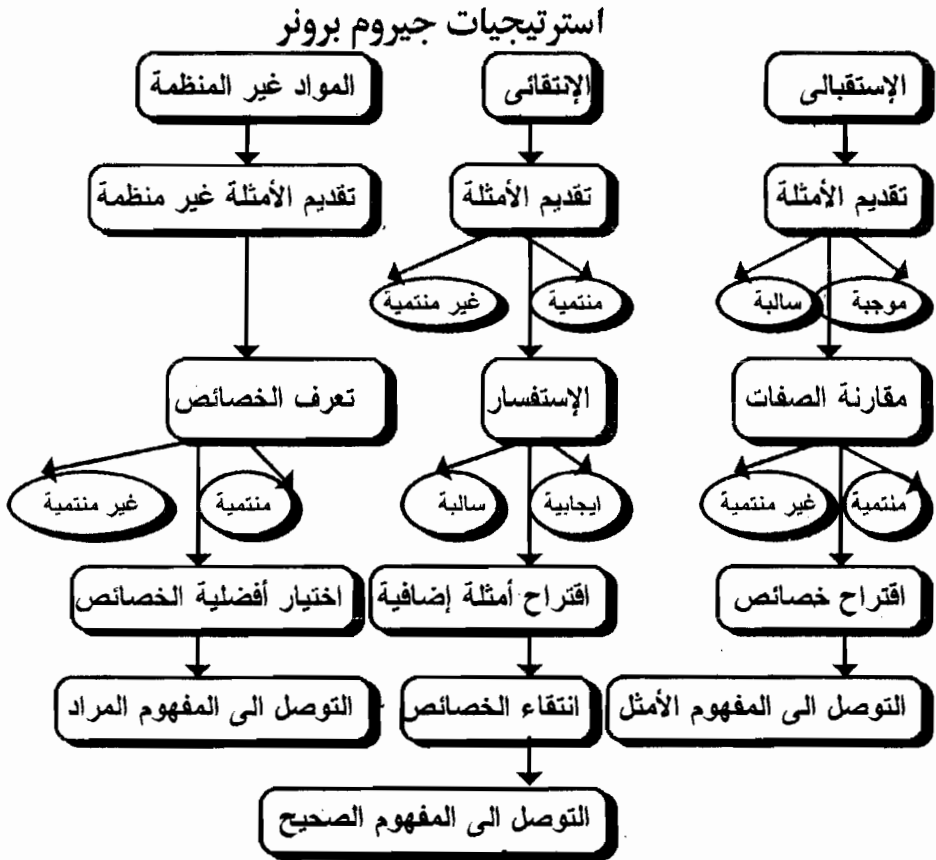 استرتيجيات جيروم برونر
الإستقبالى
الإنتقائى
المواد غير المنظمة
تقديم الأمثلة
تقديم الأمثلة
تقديم الأمثلة غير منظمة
موجبة
سالبة
منتمية
غير منتمية
مقارنة الصفات
الإستفسار
تعرف الخصائص
منتمية
غير منتمية
ايجابية
سالبة
منتمية
غير منتمية
اقتراح خصائص
اقتراح أمثلة إضافية
اختيار أفضلية الخصائص
التوصل الى المفهوم الأمثل
انتقاء الخصائص
التوصل الى المفهوم المراد
التوصل الى المفهوم الصحيح